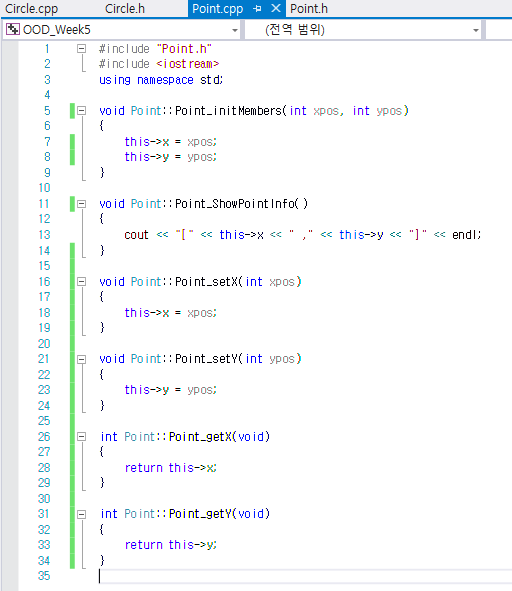 Circle.cpp Circle.h Point.cpp Point.h
OOD_Week5 (전역 범위)
1 #include "Point.h"
2 #include <iostream>
3 using namespace std;
4
5 void Point::Point_initMembers(int xpos, int ypos)
6 {
7 this->x = xpos;
8 this->y = ypos;
9 }
10
11 void Point::Point_ShowPointInfo()
12 {
13 cout << "[" << this->x << " ," << this->y << "]" << endl;
14 }
15
16 void Point::Point_setX(int xpos)
17 {
18 this->x = xpos;
19 }
20
21 void Point::Point_setY(int ypos)
22 {
23 this->y = ypos;
24 }
25
26 int Point::Point_getX(void)
27 {
28 return this->x;
29 }
30
31 int Point::Point_getY(void)
32 {
33 return this->y;
34 }
35